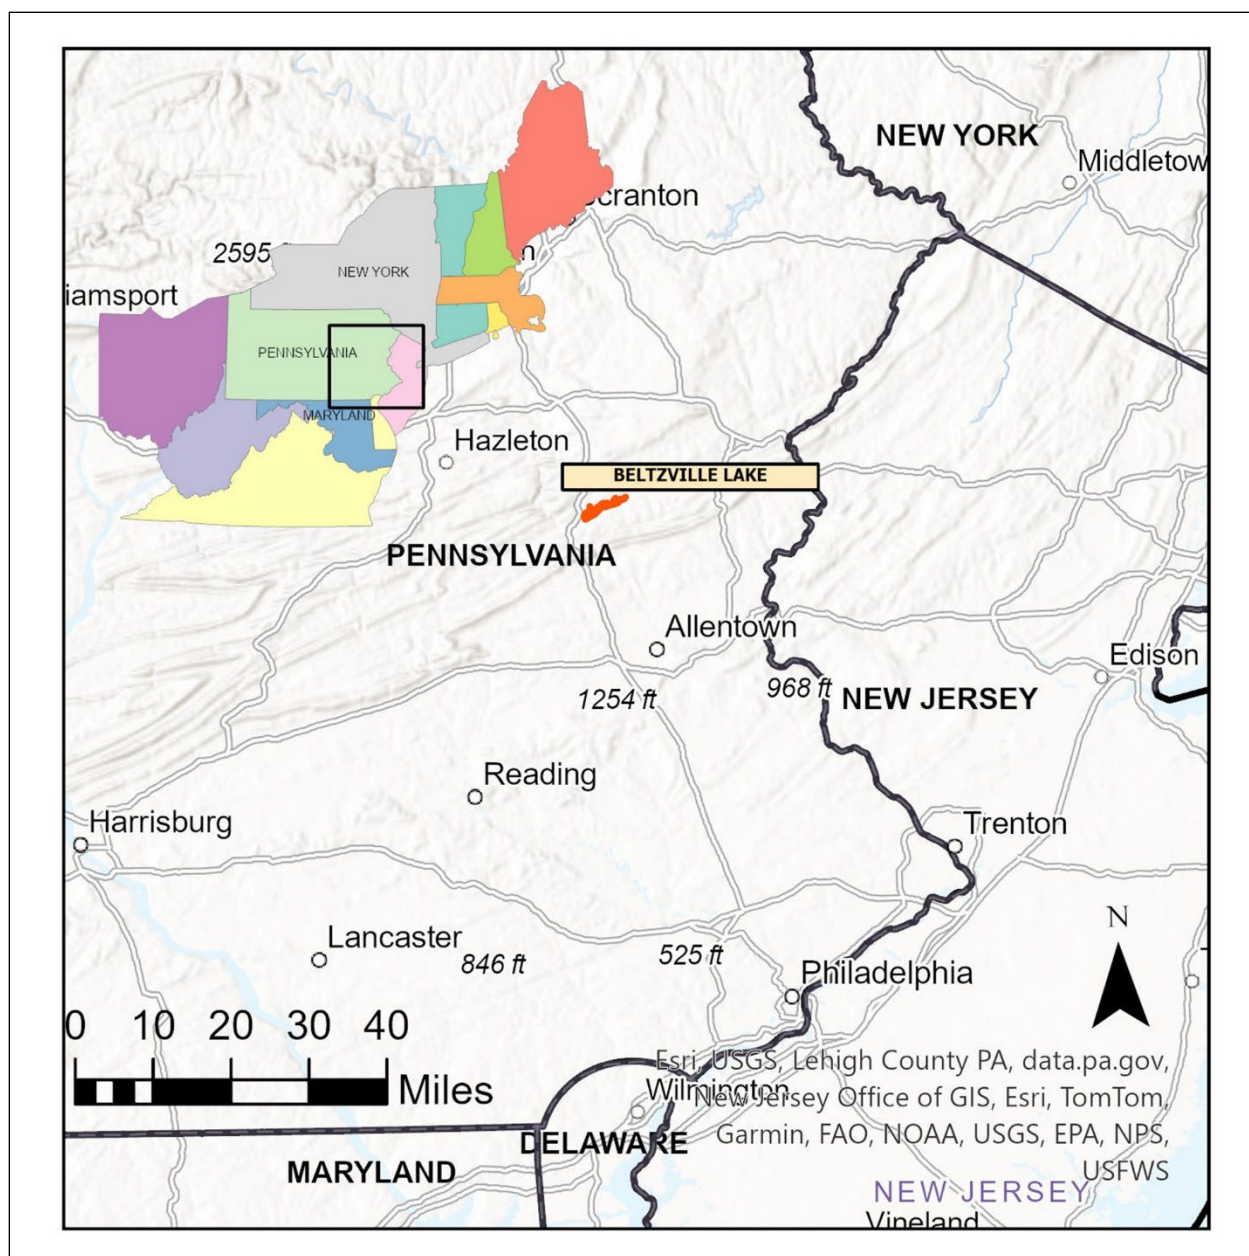 NEW YORK
Middletow
cranton
2595 f
n
NEW YORK
iamsport
PENNSYLVANIA
MARYLAND
Hazleton
BELTZVILLE LAKE
PENNSYLVANIA
Allentown
Edison
1254 ft
968 ft
NEW JERSEY
Reading
Harrisburg
Trenton
N
Lancaster
846 ft
525 ft
Philadelphia
0 10 20 30 40
Miles
Esri, USGS, Lehigh County PA, data.pa.gov,
Wilmington
New Jersey Office of GIS, Esri, TomTom,
Garmin, FAO, NOAA, USGS, EPA, NPS,
USFWS
DELAWARE
MARYLAND
NEW JERSEY
Vineland